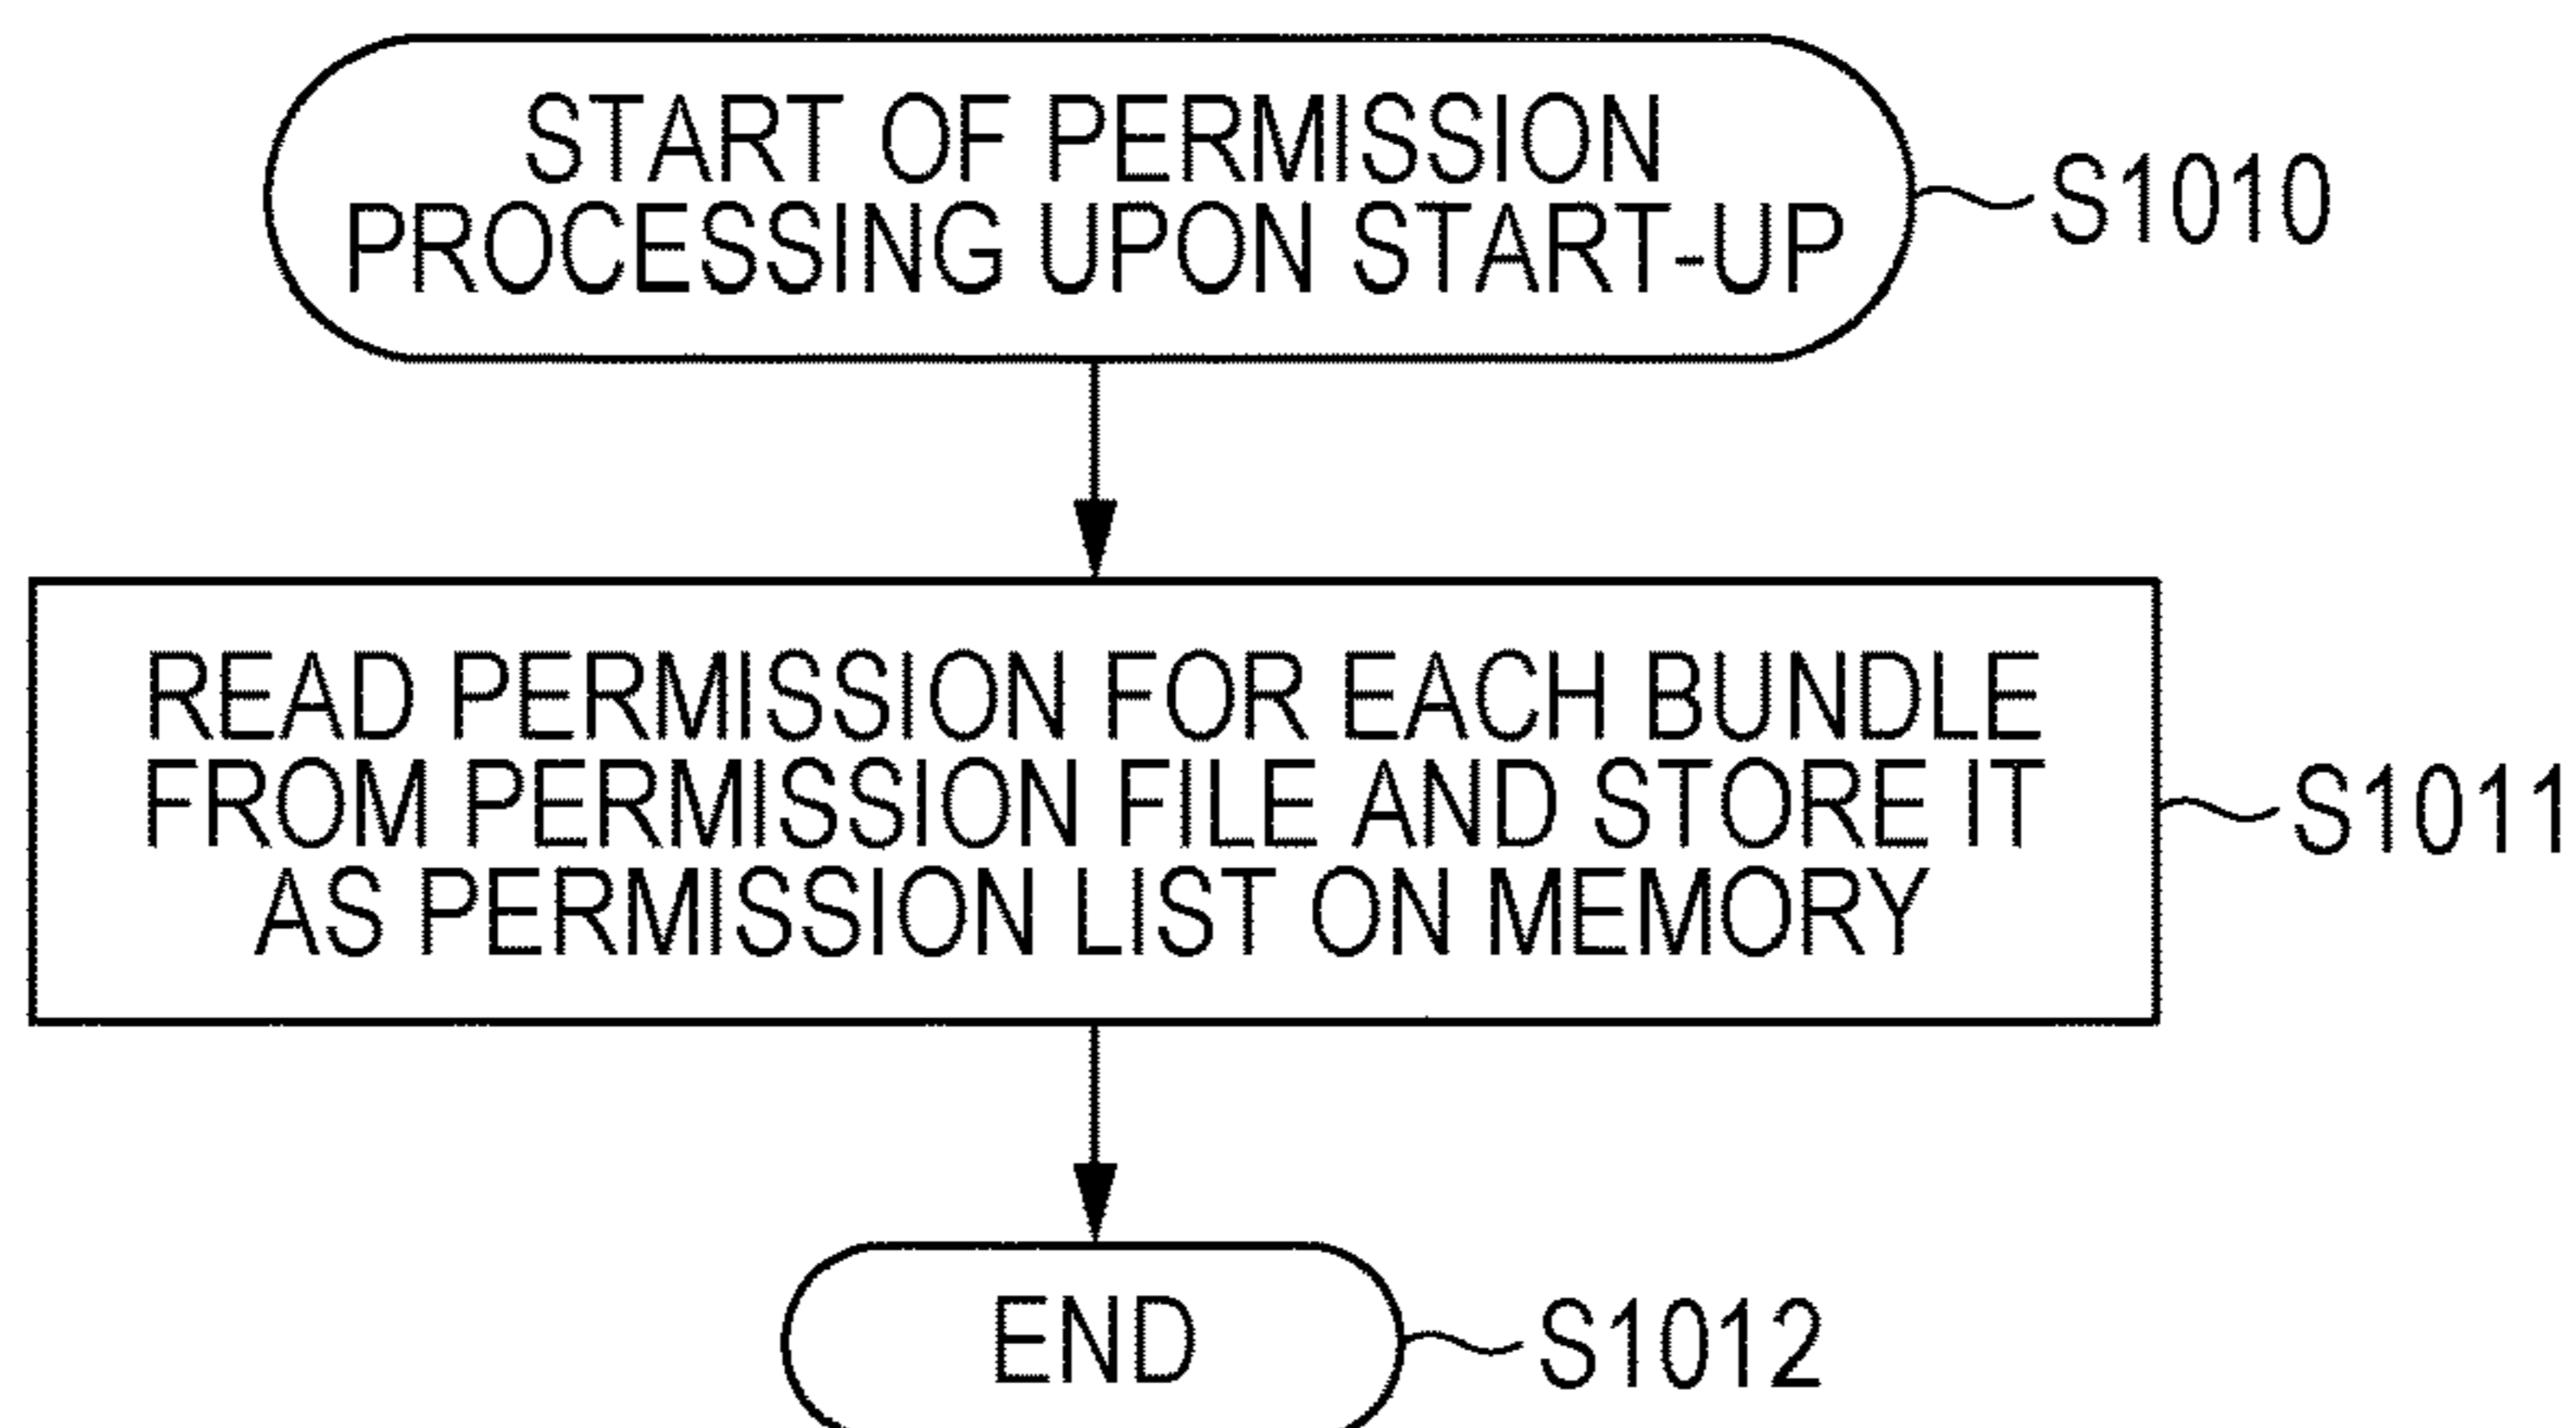 START OF PERMISSION
PROCESSING UPON START-UP
S1010
READ PERMISSION FOR EACH BUNDLE
FROM PERMISSION FILE AND STORE IT
AS PERMISSION LIST ON MEMORY
S1011
END
S1012